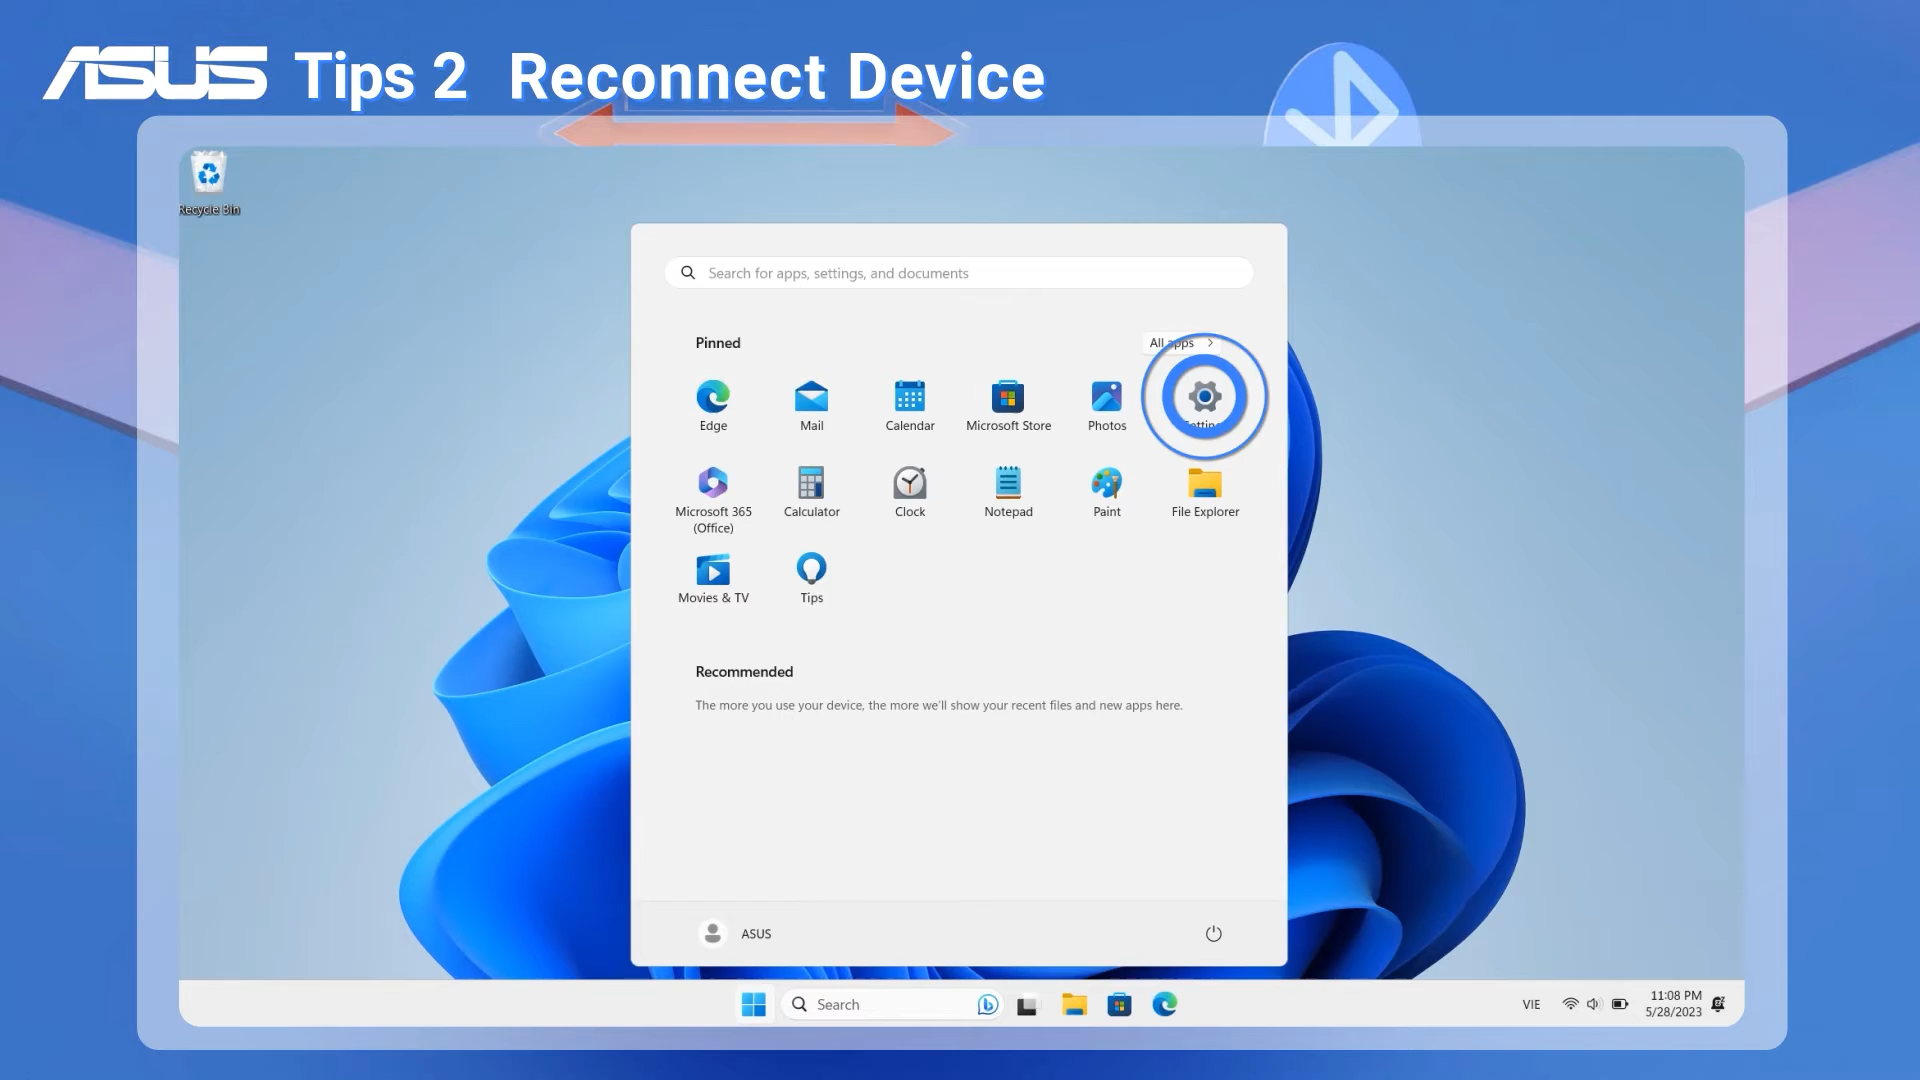 ASUS Tips 2 Reconnect Device
Recycle Bin
Search for apps, settings, and documents
Pinned
All apps
Edge
Mail
Calendar
Microsoft Store
Photos
Microsoft 365
(Office)
Calculator
Clock
Notepad
Paint
File Explorer
Movies & TV
Tips
Recommended
The more you use your device, the more we'll show your recent files and new apps here.
ASUS
Search
VIE
11:08 PM
5/28/2023